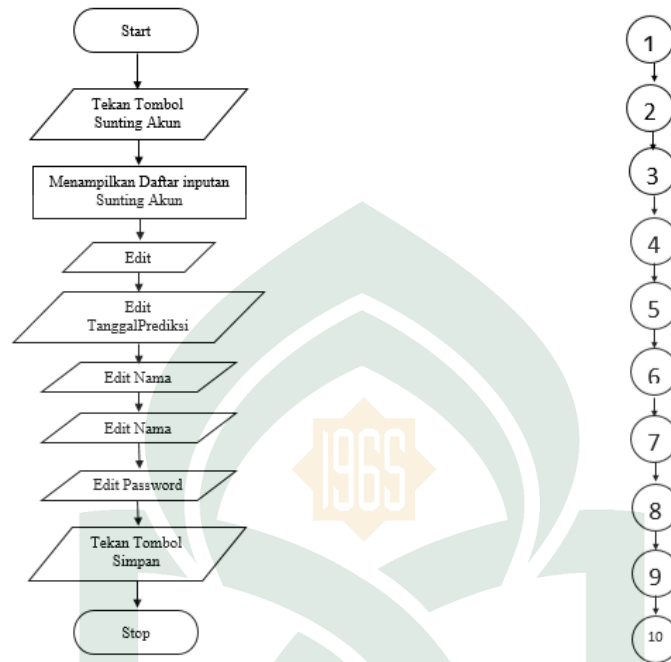 Start
Tekan Tombol
Sunting Akun
Menampilkan Daftar inputan
Sunting Akun
Edit
Edit
TanggalPrediksi
Edit Nama
Edit Nama
Edit Password
Tekan Tombol
Simpan
Stop
1
2
3
4
5
6
7
8
9
10
1965